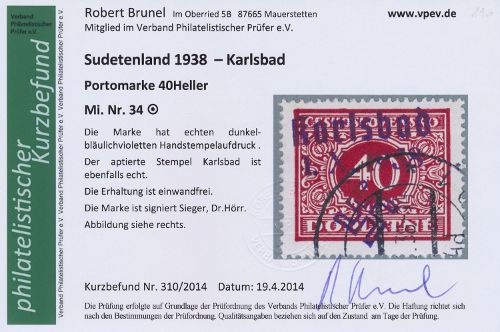 Verband
Philatelistischer
Prüfer e.V.
philatelistischer
Kurzbefund
Verband Philatelistischer Prüfer e.V. Verband Philatelistischer Prüfer e.V.
Robert Brunel Im Oberried 5B 87665 Mauerstetten
www.vpev.de
Mitglied im Verband Philatelistischer Prüfer e.V.
Sudetenland 1938 – Karlsbad
Portomarke 40Heller
Mi. Nr. 34
Die Marke hat echten dunkel-
bläulichvioletten Handstempelaufdruck .
Der aptierte Stempel Karlsbad ist
ebenfalls echt.
Die Erhaltung ist einwandfrei.
Die Marke ist signiert Sieger, Dr.Hörr.
Abbildung siehe rechts.
Karlsbad
40
DOPLATNÉ
Kurzbefund Nr. 310/2014 Datum: 19.4.2014
Die Prüfung erfolgte auf Grundlage der Prüfordnung des Verbands Philatelistischer Prüfer e.V. Die Haftung richtet sich
nach den Bestimmungen der Prüfordnung. Qualitätsangaben beziehen sich auf den Zustand am Tage der Prüfung.